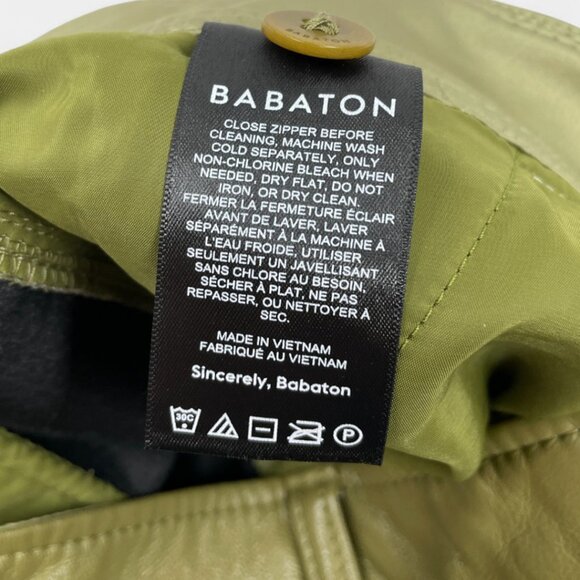 BABATON
BABATON
CLOSE ZIPPER BEFORE
CLEANING, MACHINE WASH
COLD SEPARATELY, ONLY
NON-CHLORINE BLEACH WHEN
NEEDED, DRY FLAT, DO NOT
IRON, OR DRY CLEAN.
FERMER LA FERMETURE ÉCLAIR
AVANT DE LAVER, LAVER
SÉPARÉMENT À LA MACHINE À
L'EAU FROIDE, UTILISER
SEULEMENT UN JAVELLISANT
SANS CHLORE AU BESOIN,
SÉCHER À PLAT, NE PAS
REPASSER, OU NETTOYER À
SEC.
MADE IN VIETNAM
FABRIQUÉ AU VIETNAM
Sincerely, Babaton
30C P